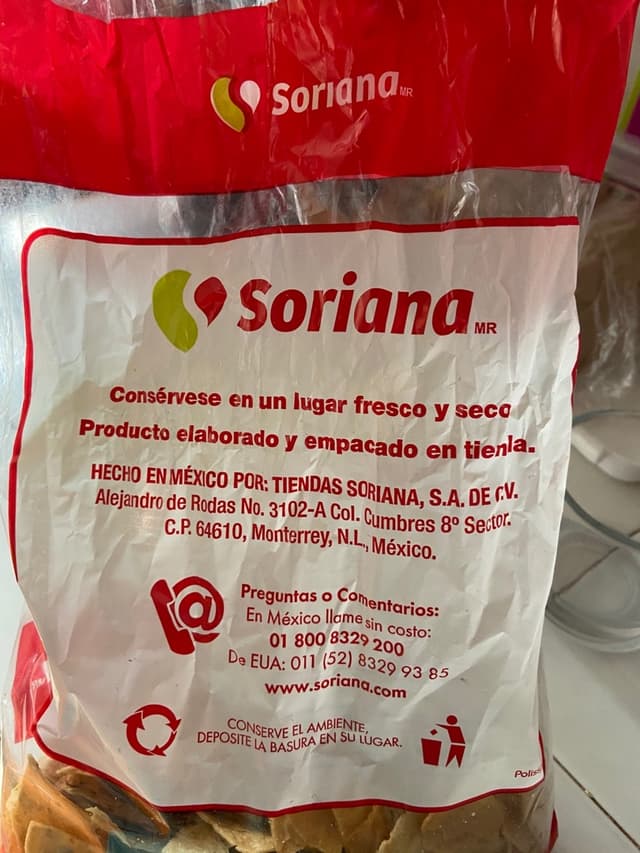 Soriana MR
Soriana MR
Consérvese en un lugar fresco y seco
Producto elaborado y empacado en tienda.
HECHO EN MÉXICO POR: TIENDAS SORIANA, S.A. DE C.V.
Alejandro de Rodas No. 3102-A Col. Cumbres 8º Sector.
C.P. 64610, Monterrey, N.L., México.
Preguntas o Comentarios:
En México llame sin costo:
01 800 8329 200
De EUA: 011 (52) 8329 93 85
www.soriana.com
CONSERVE EL AMBIENTE,
DEPOSITE LA BASURA EN SU LUGAR.